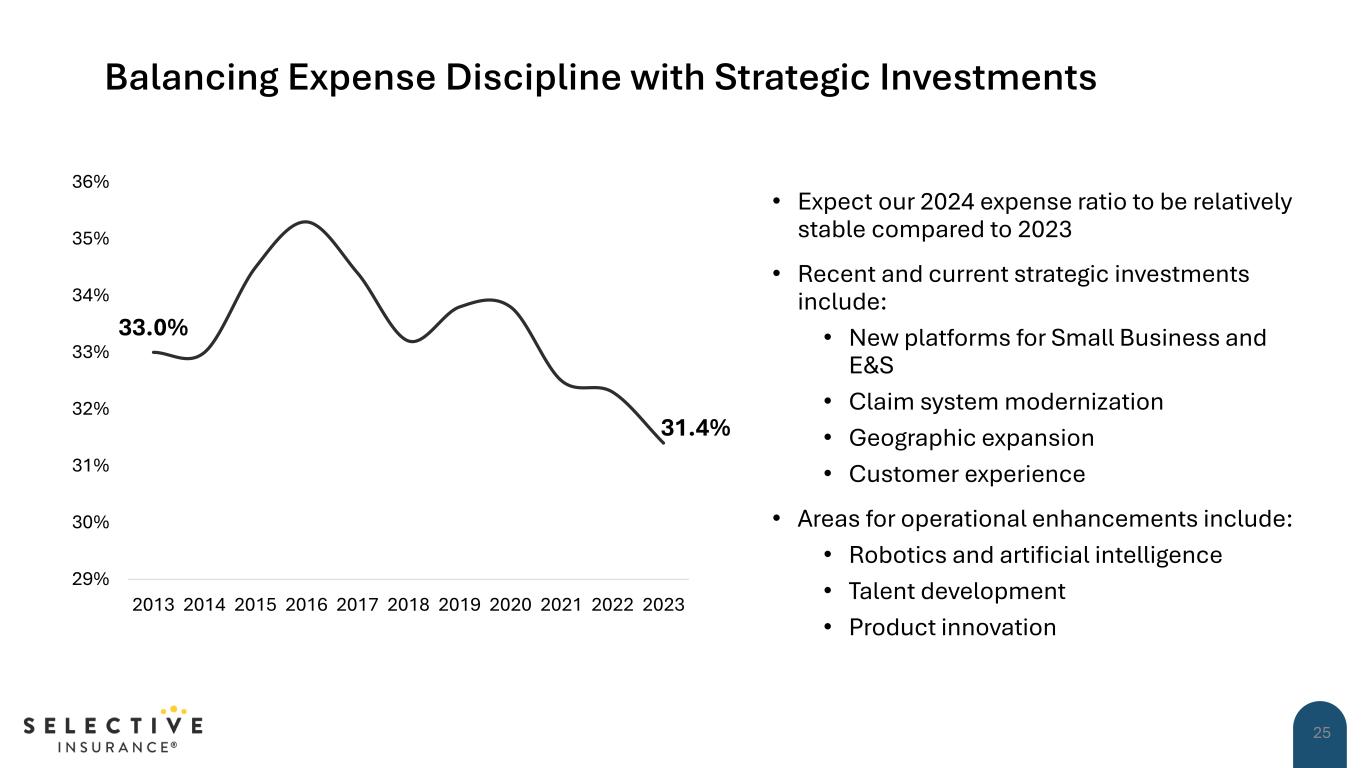 Balancing Expense Discipline with Strategic Investments
36%
35%
34%
33%
32%
31%
30%
29%
33.0%
31.4%
2013 2014 2015 2016 2017 2018 2019 2020 2021 2022 2023
• Expect our 2024 expense ratio to be relatively
stable compared to 2023
• Recent and current strategic investments
include:
• New platforms for Small Business and
E&S
• Claim system modernization
• Geographic expansion
• Customer experience
• Areas for operational enhancements include:
• Robotics and artificial intelligence
• Talent development
• Product innovation
SELECTIVE
INSURANCE®
25